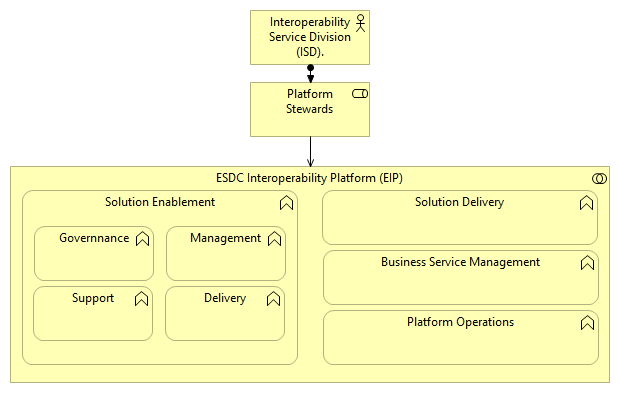 Interoperability
Service Division
(ISD).
Platform
Stewards
ESDC Interoperability Platform (EIP)
Solution Enablement
Governnance
Management
Support
Delivery
Solution Delivery
Business Service Management
Platform Operations